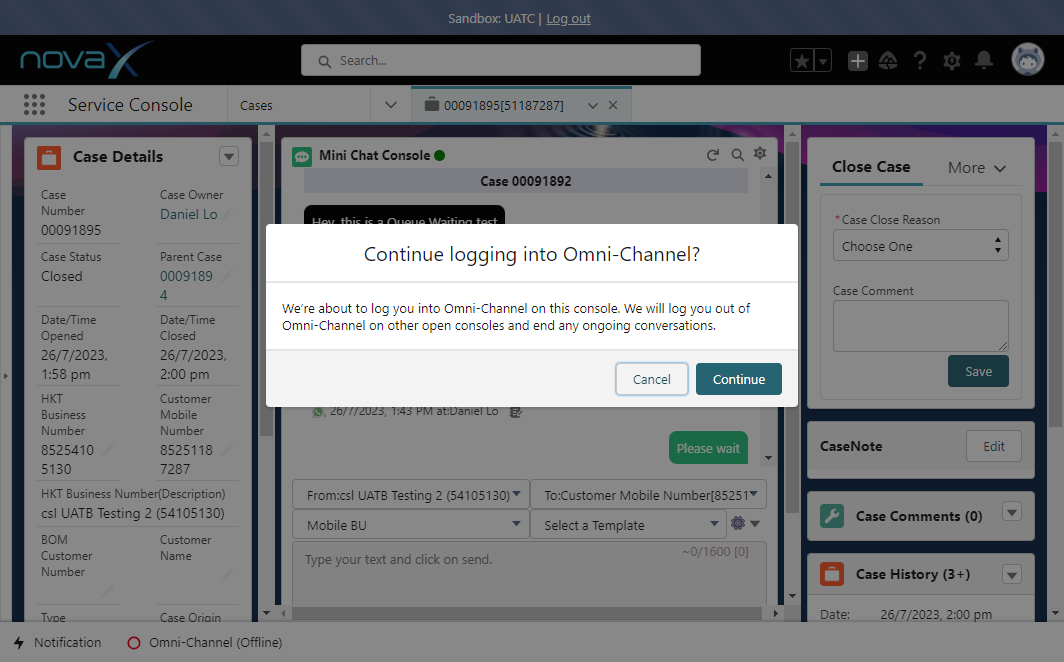 Sandbox: UATC | Log out
novaX
Search...
Service Console
Cases
00091895[51187287]
Case Details
Case Number
00091895
Case Owner
Daniel Lo
Case Status
Closed
Parent Case
0009189
4
Date/Time Opened
26/7/2023, 1:58 pm
Date/Time Closed
26/7/2023, 2:00 pm
HKT Business Number
8525410
5130
Customer Mobile Number
8525118
7287
HKT Business Number(Description)
csl UATB Testing 2 (54105130)
BOM Customer Number
Customer Name
Type
Case Origin
Mini Chat Console
Case 00091892
Hey, this is a Queue Waiting test
Continue logging into Omni-Channel?
We're about to log you into Omni-Channel on this console. We will log you out of
Omni-Channel on other open consoles and end any ongoing conversations.
Cancel
Continue
, 26/7/2023, 1:43 PM at:Daniel Lo
Please wait
From:csl UATB Testing 2 (54105130)
To:Customer Mobile Number[85251
Mobile BU
Select a Template
Type your text and click on send.
~0/1600 [0]
Close Case
More
* Case Close Reason
Choose One
Case Comment
Save
CaseNote
Edit
Case Comments (0)
Case History (3+)
Date:
26/7/2023, 2:00 pm
Notification
Omni-Channel (Offline)